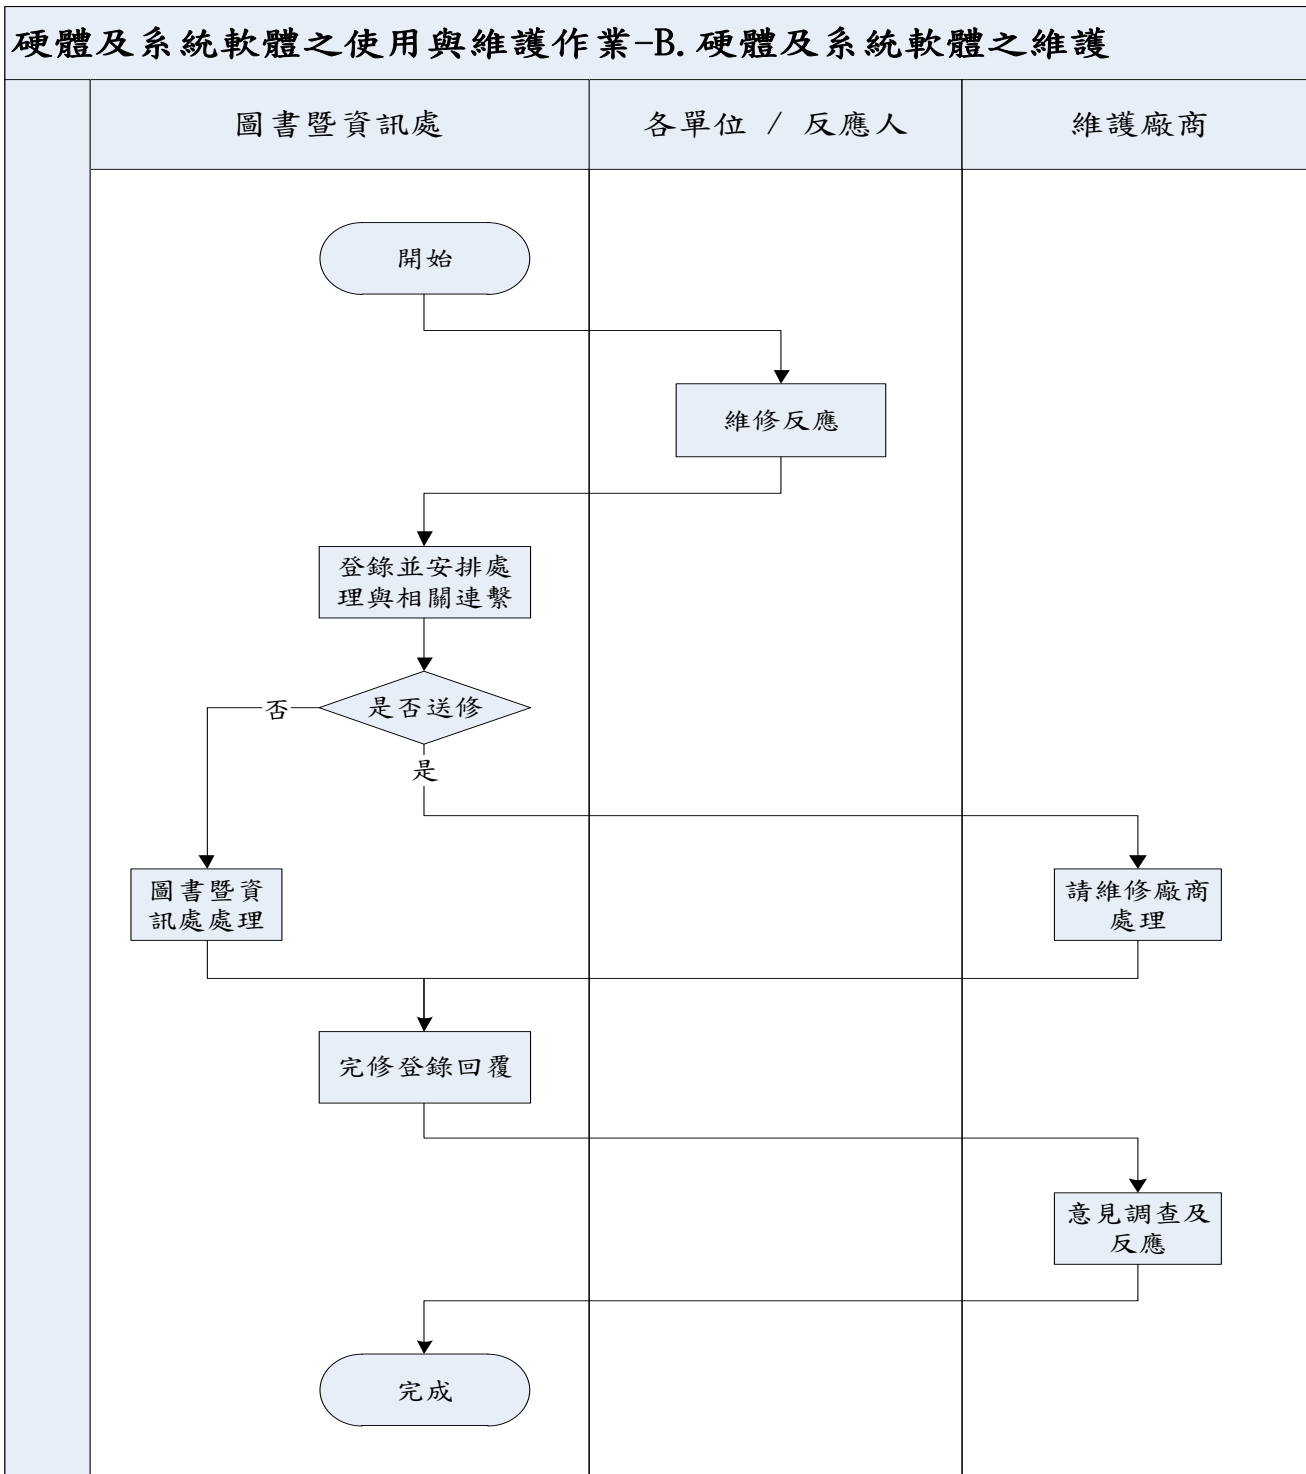 硬體及系統軟體之使用與維護作業-B.硬體及系統軟體之維護
圖書暨資訊處
各單位 / 反應人
維護廠商
開始
維修反應
登錄並安排處
理與相關連繫
是否送修
否
是
圖書暨資
訊處處理
請維修廠商
處理
完修登錄回覆
意見調查及
反應
完成